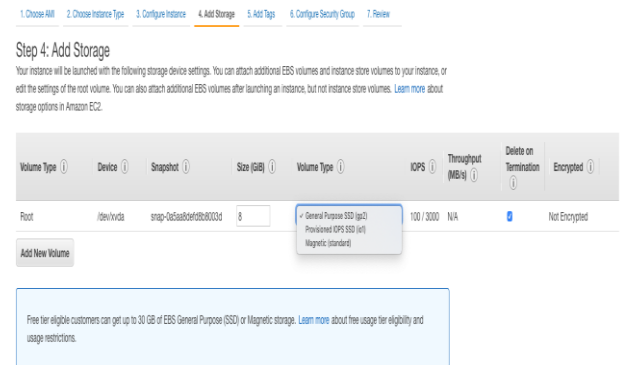 1. Choose AMI 2. Choose Instance Type 3. Configure Instance 4. Add Storage 5. Add Tags 6. Configure Security Group 7. Review
Step 4: Add Storage
Your instance will be launched with the following storage device settings. You can attach additional EBS volumes and instance store volumes to your instance, or
edit the settings of the root volume. You can also attach additional EBS volumes after launching an instance, but not instance store volumes. Learn more about
storage options in Amazon EC2.
Volume Type i Device i Snapshot i Size (GiB) i Volume Type i IOPS i Throughput (MB/s) i Delete on Termination i Encrypted i
Root /dev/xvda snap-0a5aa8defd8b8003d 8 ✓ General Purpose SSD (gp2) 100 / 3000 N/A Not Encrypted
Provisioned IOPS SSD (io1)
Magnetic (standard)
Add New Volume
Free tier eligible customers can get up to 30 GB of EBS General Purpose (SSD) or Magnetic storage. Learn more about free usage tier eligibility and
usage restrictions.